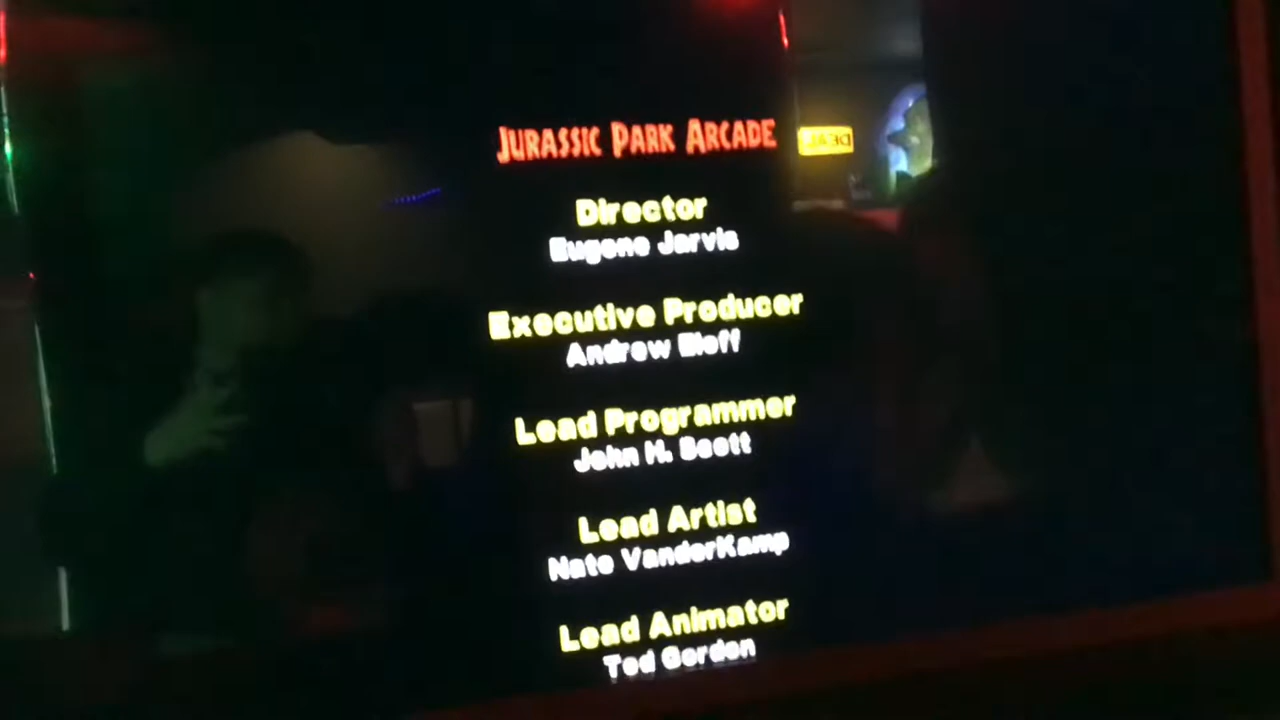 JURASSIC PARK ARCADE
Director
Eugene Jarvis
Executive Producer
Andrew Eloff
Lead Programmer
John H. Scott
Lead Artist
Nate VanderKamp
Lead Animator
Ted Gordon